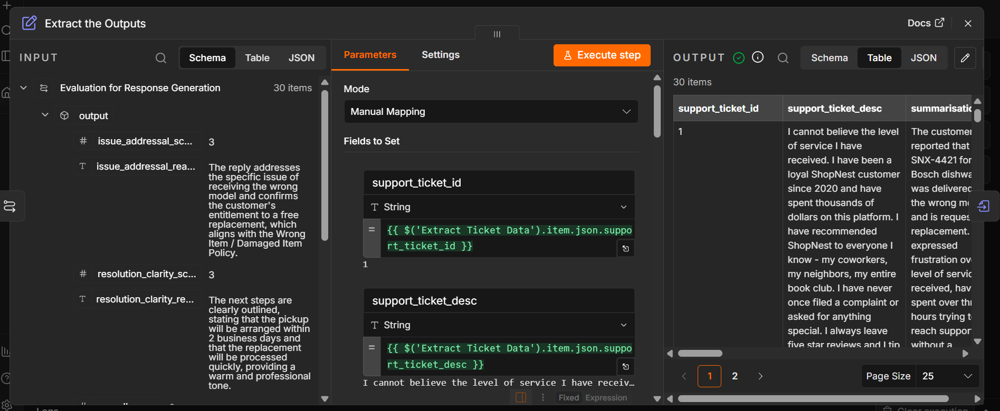 Extract the Outputs
Docs
INPUT
Schema
Table
JSON
Evaluation for Response Generation
30 items
output
issue_addressal_sc...
3
issue_addressal_rea...
The reply addresses
the specific issue of
receiving the wrong
model and confirms
the customer's
entitlement to a free
replacement, which
aligns with the Wrong
Item / Damaged Item
Policy.
resolution_clarity_sc...
3
resolution_clarity_re...
The next steps are
clearly outlined,
stating that the pickup
will be arranged within
2 business days and
that the replacement
will be processed
quickly, providing a
warm and professional
tone.
Parameters
Settings
Execute step
Mode
Manual Mapping
Fields to Set
support_ticket_id
String
=
{{ $('Extract Ticket Data').item.json.suppo
rt_ticket_id }}
1
support_ticket_desc
String
=
{{ $('Extract Ticket Data').item.json.suppo
rt_ticket_desc }}
I cannot believe the level of service I have receiv…
Fixed
Expression
OUTPUT
Schema
Table
JSON
30 items
support_ticket_id
support_ticket_desc
summarisatio
1
I cannot believe the level
of service I have
received. I have been a
loyal ShopNest customer
since 2020 and have
spent thousands of
dollars on this platform. I
have recommended
ShopNest to everyone I
know - my coworkers,
my neighbors, my entire
book club. I have never
once filed a complaint or
asked for anything
special. I always leave
five star reviews and I tip
The customer
reported that
SNX-4421 for
Bosch dishwa
was delivered
the wrong m
and is reques
replacement.
expressed
frustration ov
level of servic
received, hav
spent over th
hours trying t
reach suppor
without a
1
2
Page Size
25
Logs
Clear execution